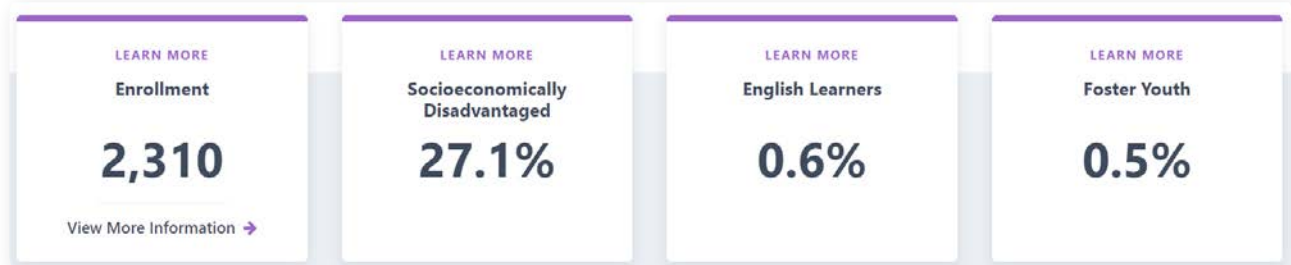 LEARN MORE
Enrollment
2,310
View More Information
LEARN MORE
Socioeconomically
Disadvantaged
27.1%
LEARN MORE
English Learners
0.6%
LEARN MORE
Foster Youth
0.5%